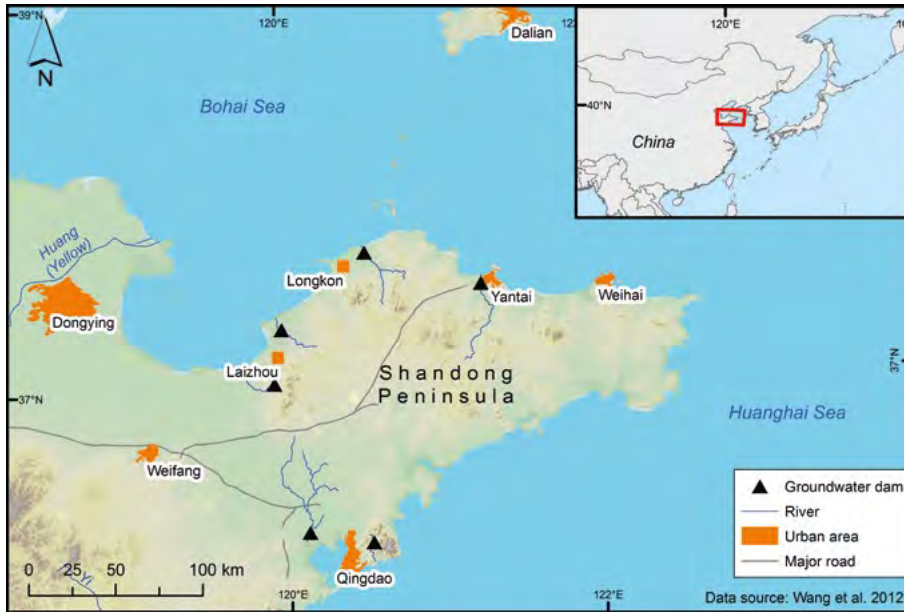 39°N
120°E
Dalian
120°E
N
Bohai Sea
40°N
China
Huang
(Yellow)
Longkon
Yantai
Weihai
Dongying
Laizhou
Shandong
Peninsula
37°N
37°N
Huanghai Sea
Weifang
Groundwater dam
River
Urban area
Major road
0 25 50 100 km
Yi
Qingdao
120°E
122°E
Data source: Wang et al. 2012